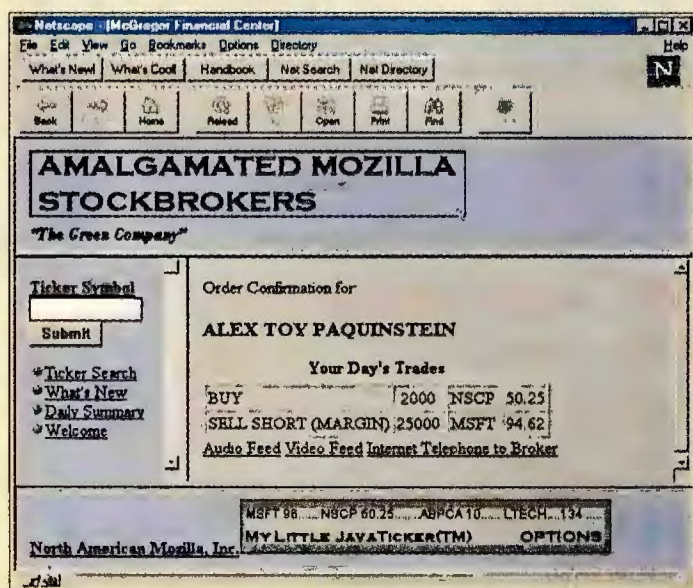 Netscape - [McGregor Financial Center]
File Edit View Go Bookmarks Options Directory Help
What's New! What's Cool! Handbook Net Search Net Directory
N
Back Home Reload Open Print Find
AMALGAMATED MOZILLA
STOCKBROKERS
"The Green Company"
Ticker Symbol
Submit
Ticker Search
What's New
Daily Summary
Welcome
Order Confirmation for
ALEX TOY PAQUINSTEIN
Your Day's Trades
BUY 2000 NSCP 50.25
SELL SHORT (MARGIN) 25000 MSFT 94.62
Audio Feed Video Feed Internet Telephone to Broker
MSFT 96.....NSCP 60.25......ABPCA 10..... LTECH...134.....
MY LITTLE JAVATICKER(TM) OPTIONS
North American Mozilla, Inc.